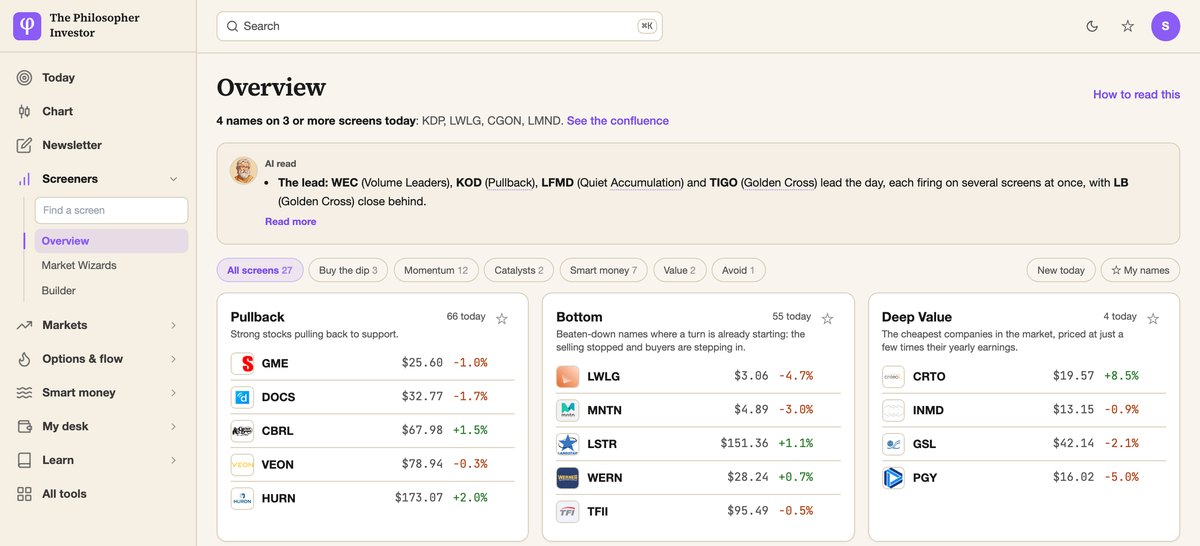 The Philosopher
Investor
Search
⌘K
S
Today
Chart
Newsletter
Screeners
Find a screen
Overview
Market Wizards
Builder
Markets
Options & flow
Smart money
My desk
Learn
All tools
Overview
How to read this
4 names on 3 or more screens today: KDP, LWLG, CGON, LMND. See the confluence
AI read
• The lead: WEC (Volume Leaders), KOD (Pullback), LFMD (Quiet Accumulation) and TIGO (Golden Cross) lead the day, each firing on several screens at once, with LB
(Golden Cross) close behind.
Read more
All screens 27 Buy the dip 3 Momentum 12 Catalysts 2 Smart money 7 Value 2 Avoid 1 New today My names
Pullback 66 today
Strong stocks pulling back to support.
GME $25.60 -1.0%
DOCS $32.77 -1.7%
CBRL $67.98 +1.5%
VEON VEON $78.94 -0.3%
HURON HURN $173.07 +2.0%
Bottom 55 today
Beaten-down names where a turn is already starting: the
selling stopped and buyers are stepping in.
LWLG $3.06 -4.7%
mntn MNTN $4.89 -3.0%
LSTR $151.36 +1.1%
WERNER WERN $28.24 +0.7%
TFI TFII $95.49 -0.5%
Deep Value 4 today
The cheapest companies in the market, priced at just a
few times their yearly earnings.
criteo CRTO $19.57 +8.5%
INMD $13.15 -0.9%
GSL $42.14 -2.1%
PGY $16.02 -5.0%